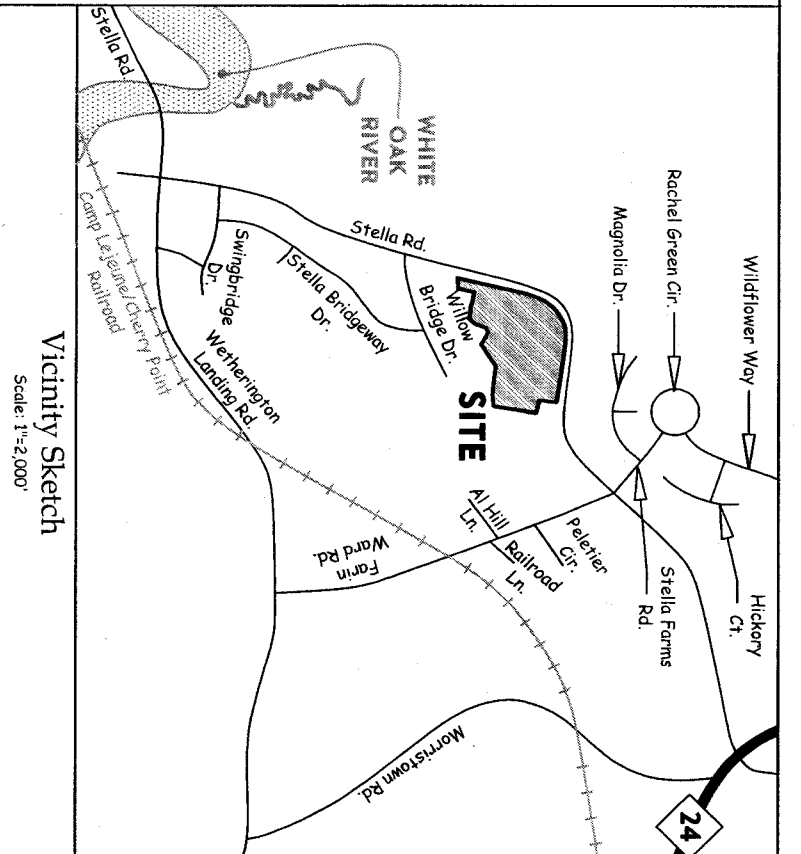 Wildflower Way
Rachel Green Cir.
Magnolia Dr.
Hickory
Ct.
Stella Farms
Rd.
24
WHITE
OAK
RIVER
Stella Rd.
Stella Rd.
Willow
Bridge Dr.
Stella Bridgeway
Dr.
Swingbridge
Dr.
SITE
Peletier
Cir.
Al Hill
Ln.
Railroad
Ln.
Farin
Ward Rd.
Wetherington
Landing Rd.
Camp Lejeune/Cherry Point
Railroad
Morristown Rd.
Vicinity Sketch
Scale: 1"=2,000'